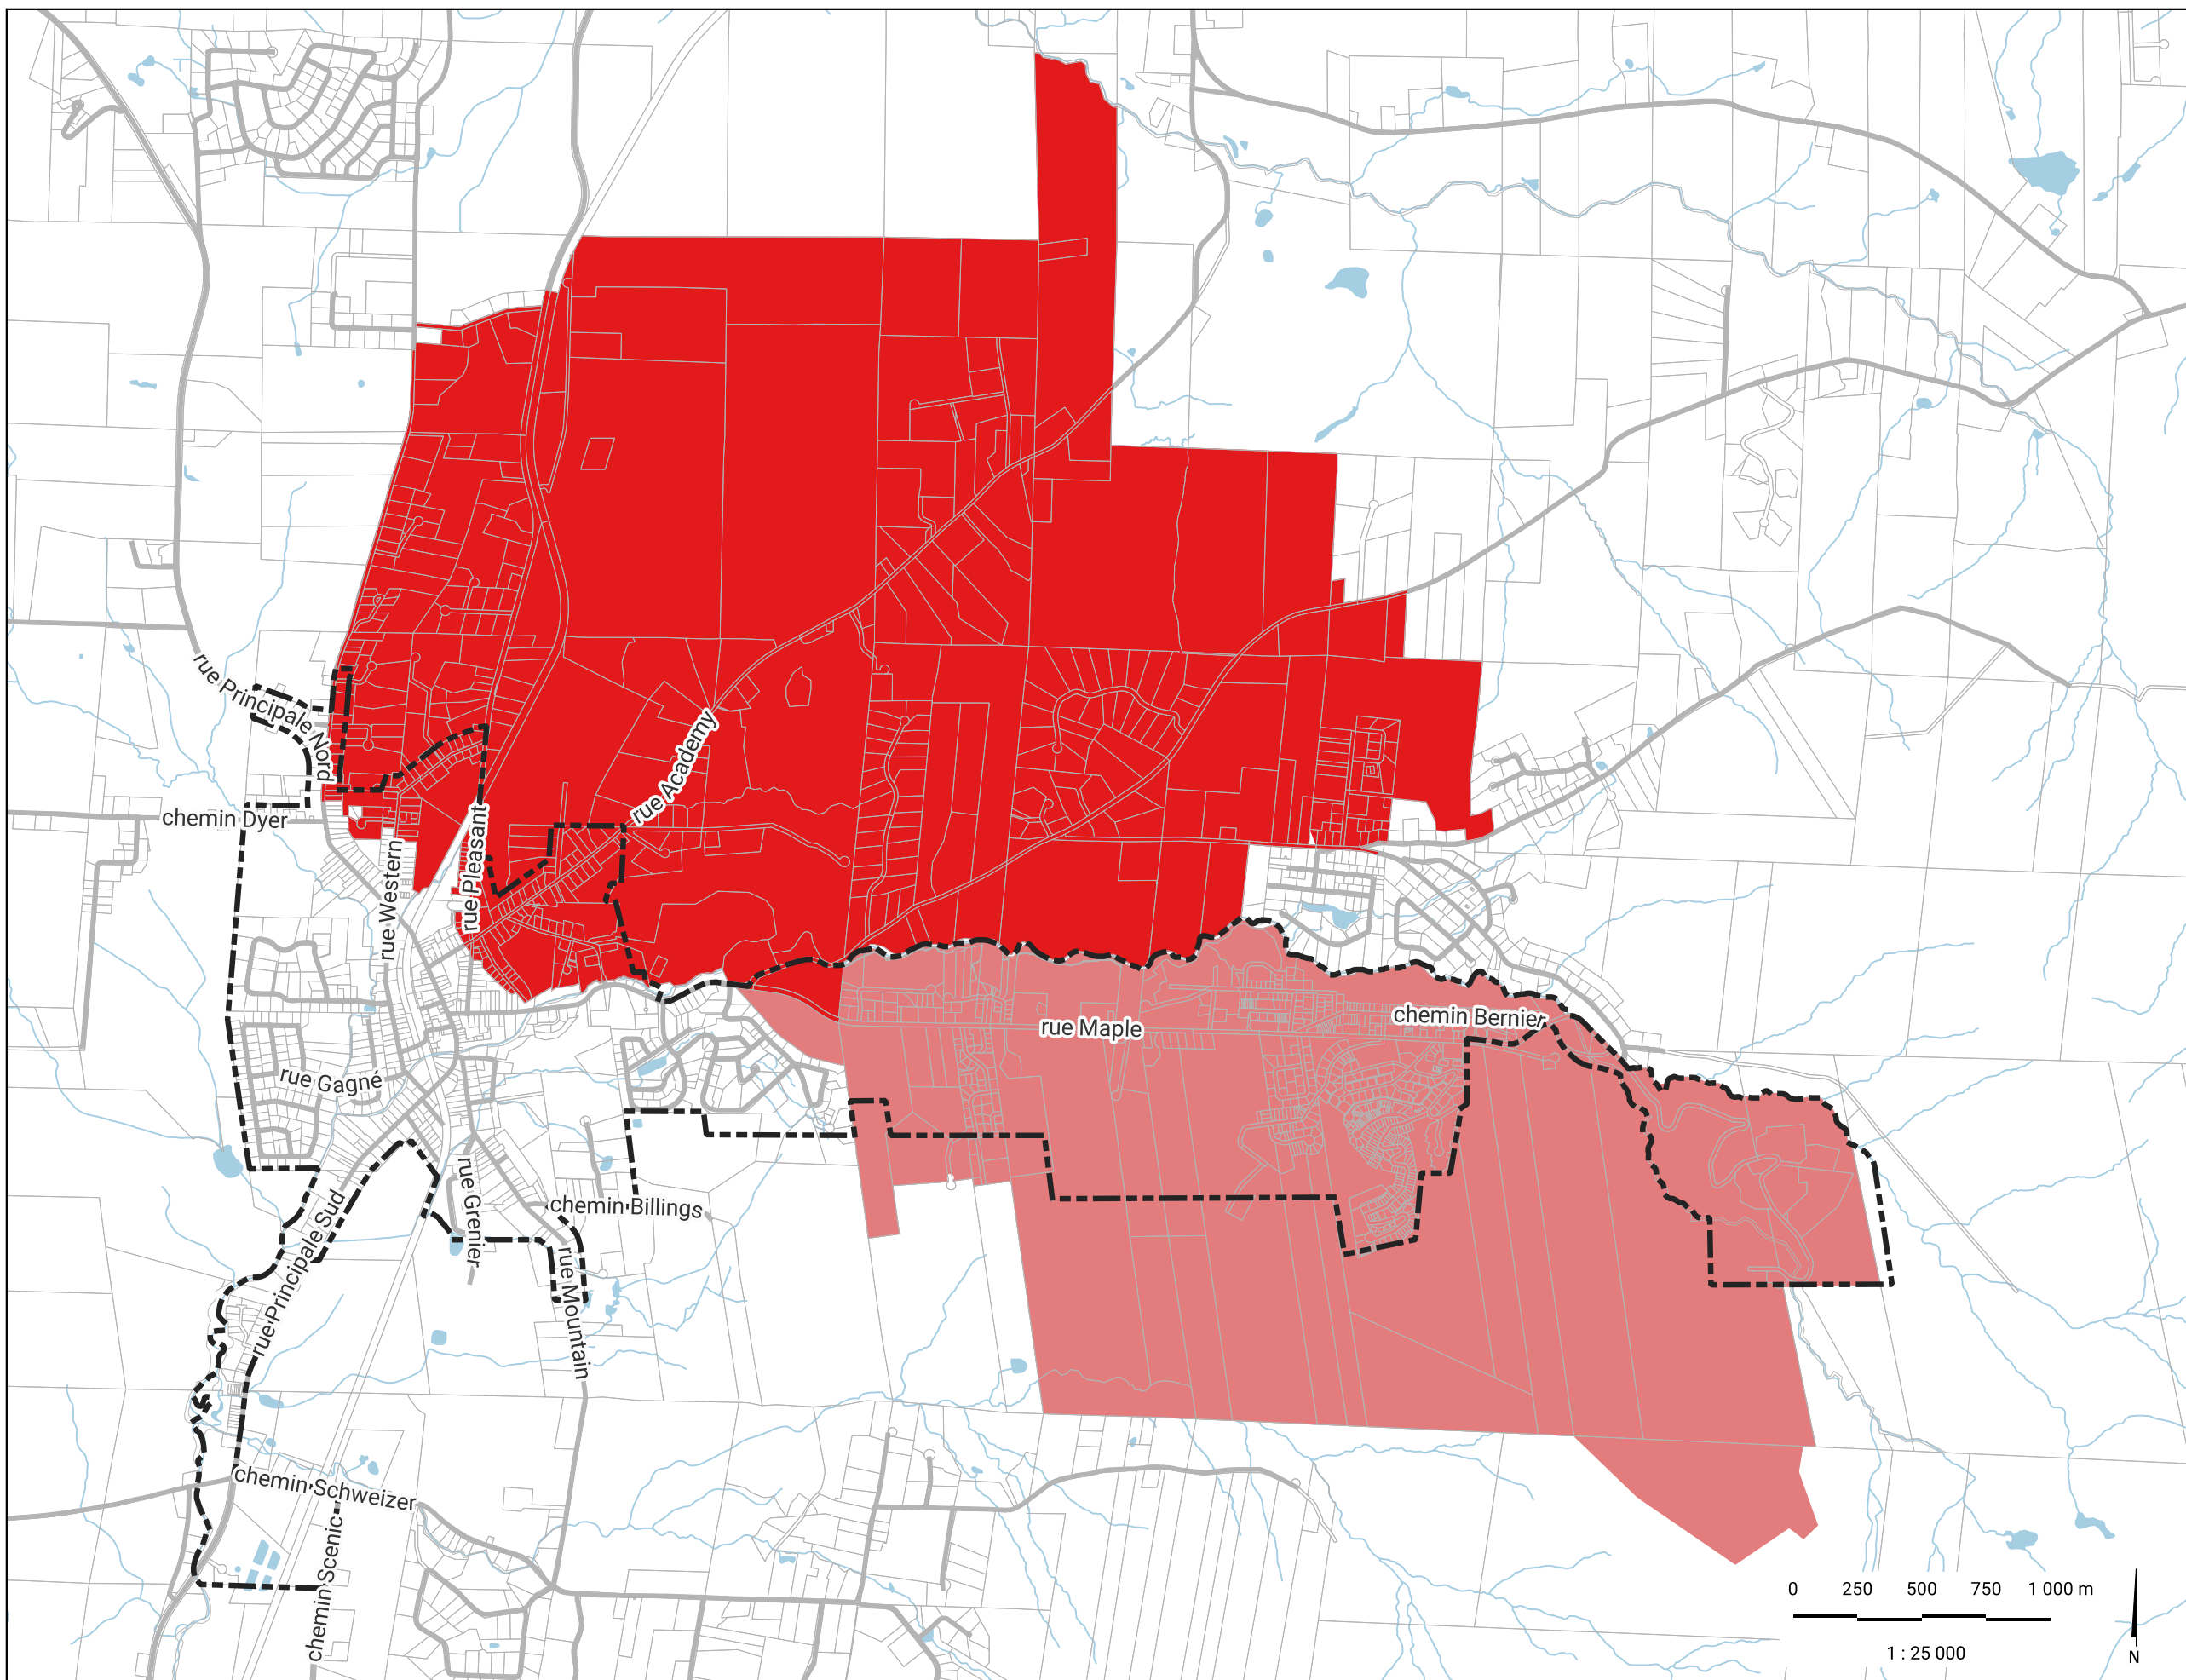 rue Principale Nord
chemin Dyer
rue Western
rue Pleasant
rue Academy
rue Maple
chemin Bernier
rue Gagné
rue Grenier
chemin Billings
rue Principale Sud
rue Mountain
chemin Schweizer
chemin Scenic
0 250 500 750 1 000 m
1 : 25 000
N